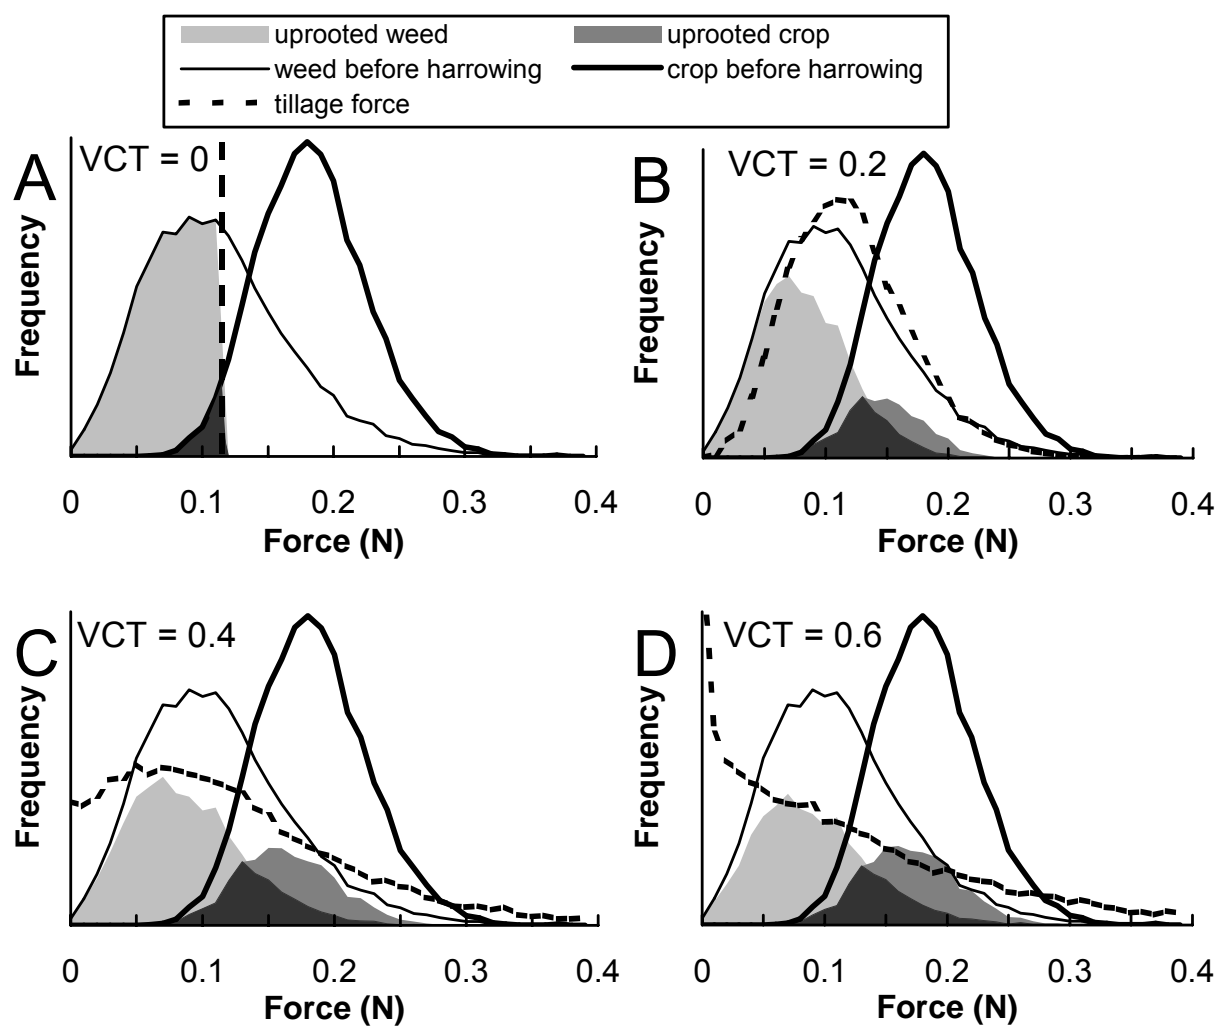 uprooted weed uprooted crop
weed before harrowing crop before harrowing
tillage force
A VCT = 0
Frequency
0 0.1 0.2 0.3 0.4
Force (N)
B VCT = 0.2
Frequency
0 0.1 0.2 0.3 0.4
Force (N)
C VCT = 0.4
Frequency
0 0.1 0.2 0.3 0.4
Force (N)
D VCT = 0.6
Frequency
0 0.1 0.2 0.3 0.4
Force (N)